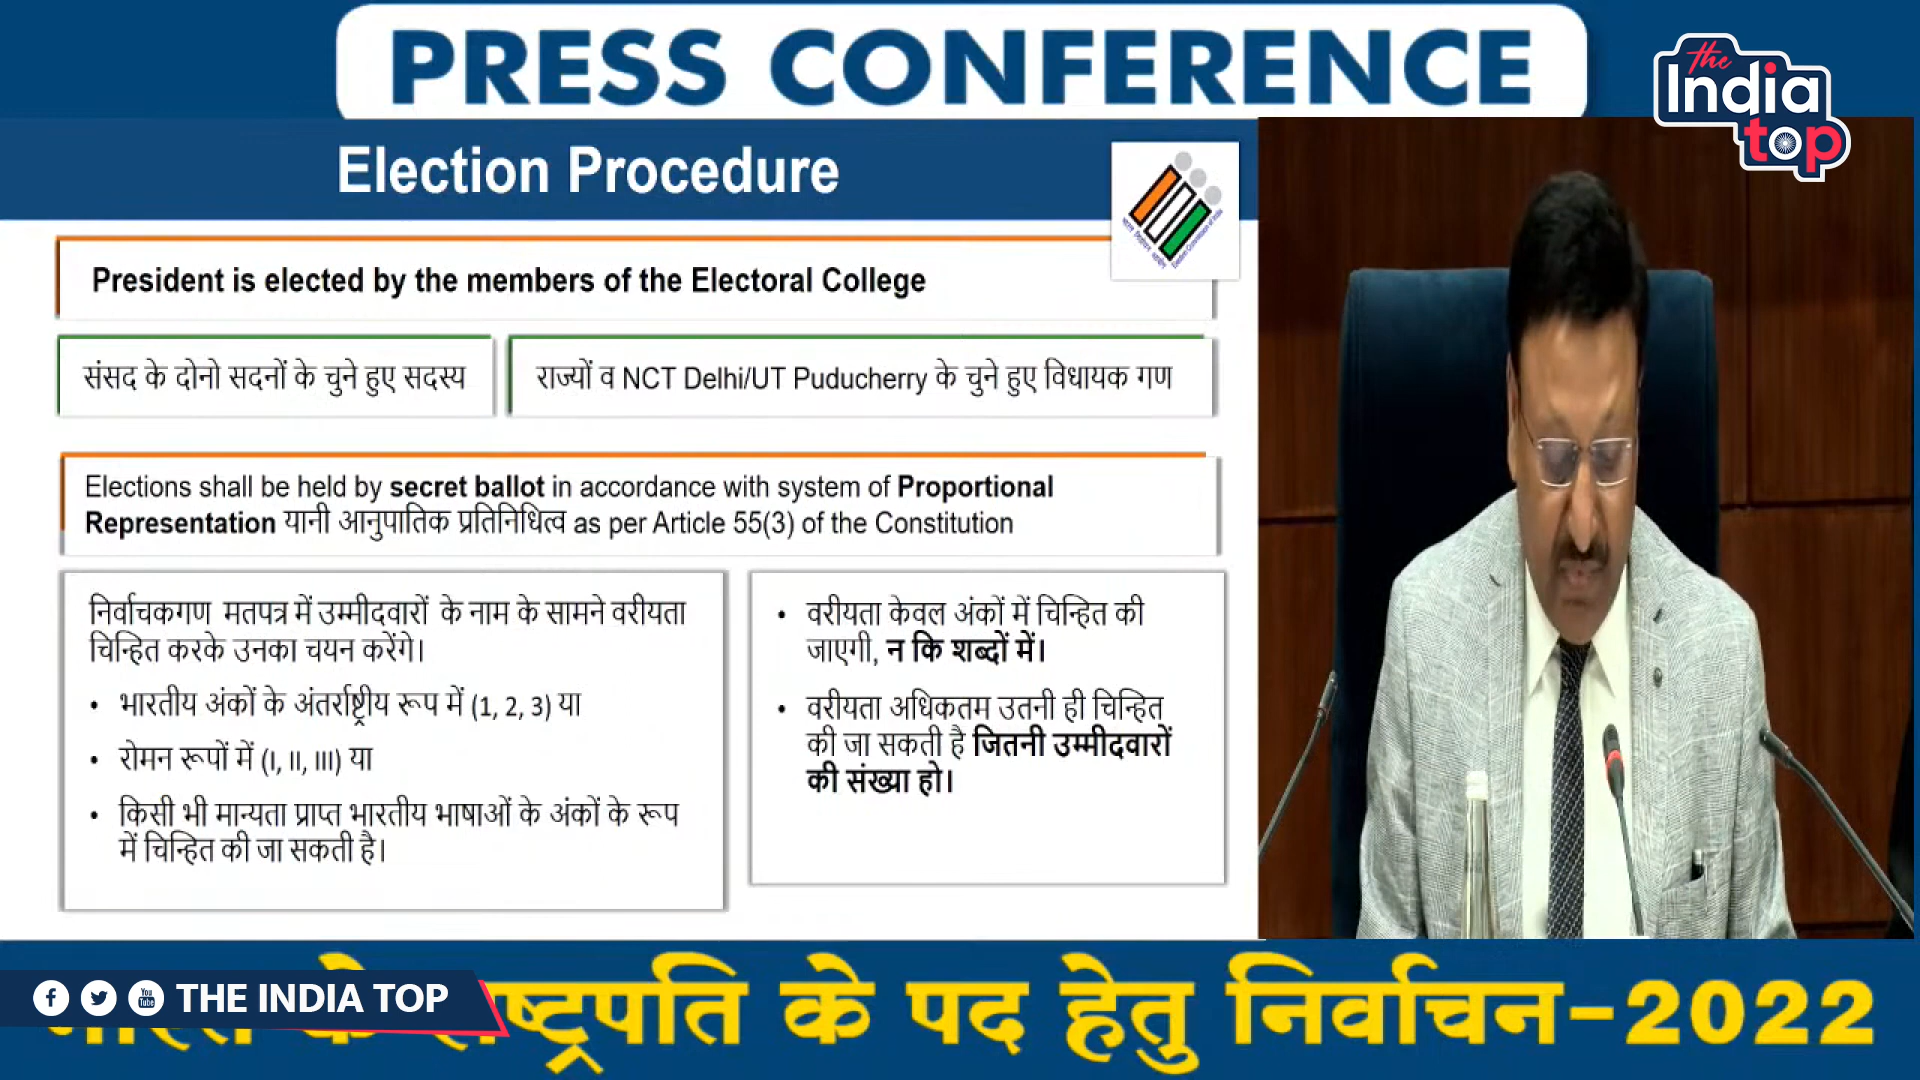 PRESS CONFERENCE
The India top
Election Procedure
President is elected by the members of the Electoral College
संसद के दोनो सदनों के चुने हुए सदस्य
राज्यों व NCT Delhi/UT Puducherry के चुने हुए विधायक गण
Elections shall be held by secret ballot in accordance with system of Proportional
Representation यानी आनुपातिक प्रतिनिधित्व as per Article 55(3) of the Constitution
निर्वाचकगण मतपत्र में उम्मीदवारों के नाम के सामने वरीयता
चिन्हित करके उनका चयन करेंगे।
• भारतीय अंकों के अंतर्राष्ट्रीय रूप में (1, 2, 3) या
• रोमन रूपों में (I, II, III) या
• किसी भी मान्यता प्राप्त भारतीय भाषाओं के अंकों के रूप
में चिन्हित की जा सकती है।
• वरीयता केवल अंकों में चिन्हित की
जाएगी, न कि शब्दों में।
• वरीयता अधिकतम उतनी ही चिन्हित
की जा सकती है जितनी उम्मीदवारों
की संख्या हो।
THE INDIA TOP
भारत के राष्ट्रपति के पद हेतु निर्वाचन-2022